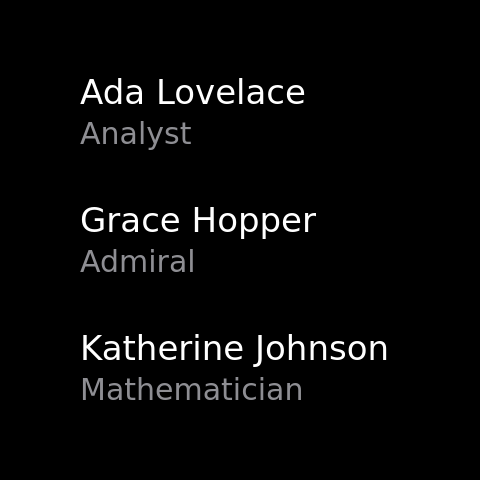 Ada Lovelace
Analyst
Grace Hopper
Admiral
Katherine Johnson
Mathematician